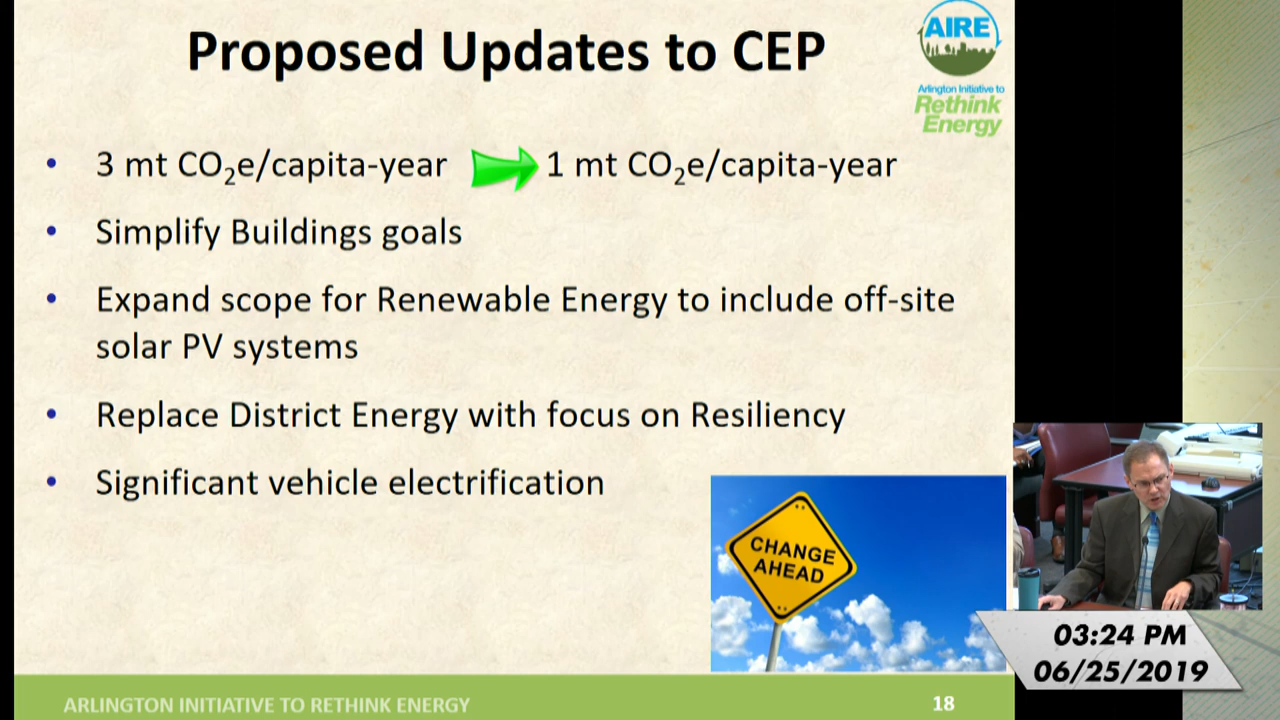 Proposed Updates to CEP
AIRE
Arlington Initiative to
Rethink
Energy
• 3 mt CO₂e/capita-year 1 mt CO₂e/capita-year
• Simplify Buildings goals
• Expand scope for Renewable Energy to include off-site
solar PV systems
• Replace District Energy with focus on Resiliency
• Significant vehicle electrification
CHANGE
AHEAD
03:24 PM
06/25/2019
ARLINGTON INITIATIVE TO RETHINK ENERGY
18